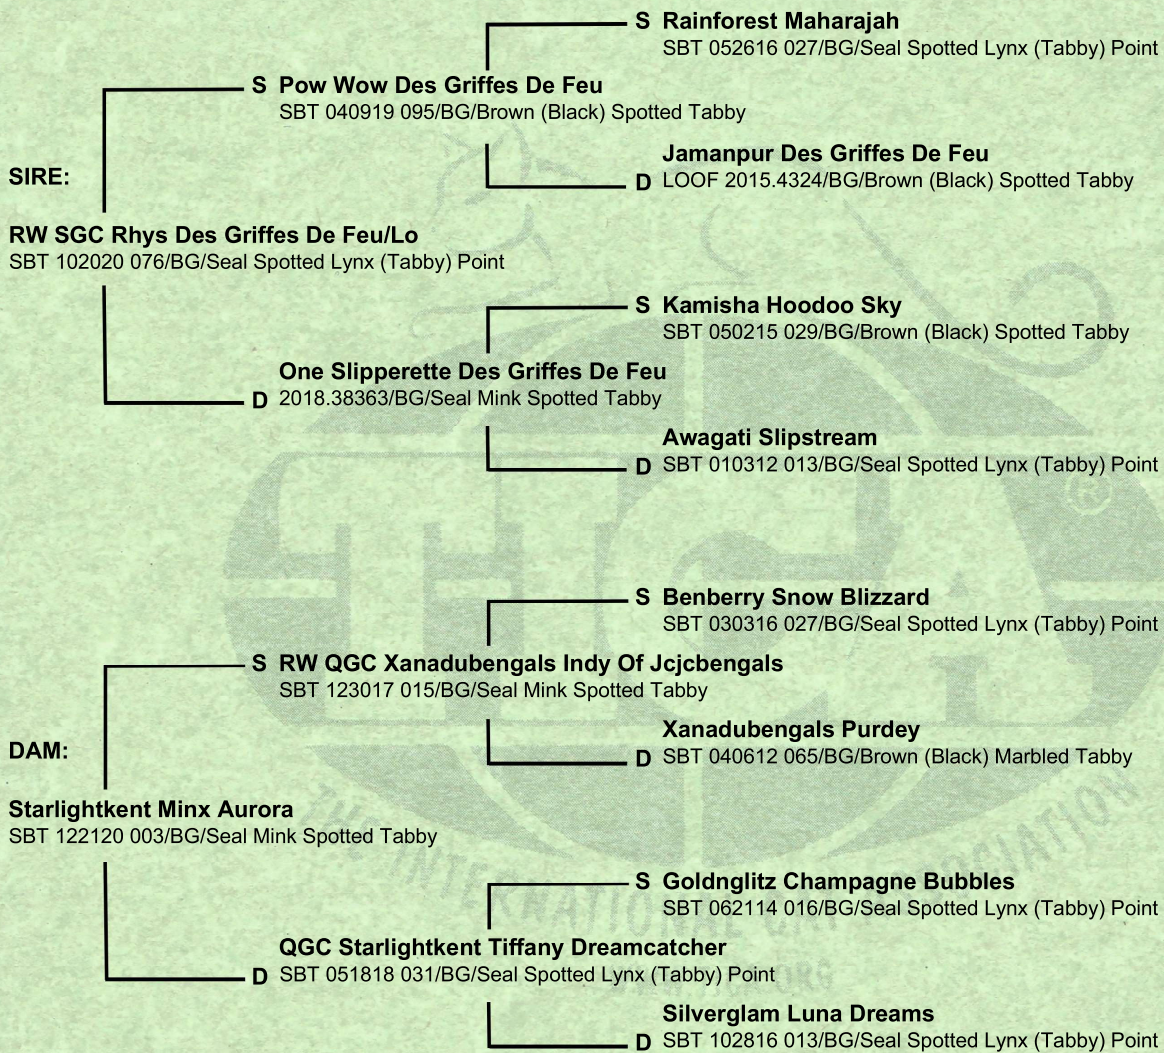 S Rainforest Maharajah
SBT 052616 027/BG/Seal Spotted Lynx (Tabby) Point
S Pow Wow Des Griffes De Feu
SBT 040919 095/BG/Brown (Black) Spotted Tabby
Jamanpur Des Griffes De Feu
D LOOF 2015.4324/BG/Brown (Black) Spotted Tabby
SIRE:
RW SGC Rhys Des Griffes De Feu/Lo
SBT 102020 076/BG/Seal Spotted Lynx (Tabby) Point
S Kamisha Hoodoo Sky
SBT 050215 029/BG/Brown (Black) Spotted Tabby
One Slipperette Des Griffes De Feu
D 2018.38363/BG/Seal Mink Spotted Tabby
Awagati Slipstream
D SBT 010312 013/BG/Seal Spotted Lynx (Tabby) Point
TICA
®
S Benberry Snow Blizzard
SBT 030316 027/BG/Seal Spotted Lynx (Tabby) Point
S RW QGC Xanadubengals Indy Of Jcjcbengals
SBT 123017 015/BG/Seal Mink Spotted Tabby
Xanadubengals Purdey
D SBT 040612 065/BG/Brown (Black) Marbled Tabby
DAM:
Starlightkent Minx Aurora
SBT 122120 003/BG/Seal Mink Spotted Tabby
THE INTERNATIONAL CAT ASSOCIATION
S Goldnglitz Champagne Bubbles
SBT 062114 016/BG/Seal Spotted Lynx (Tabby) Point
QGC Starlightkent Tiffany Dreamcatcher
D SBT 051818 031/BG/Seal Spotted Lynx (Tabby) Point
Silverglam Luna Dreams
D SBT 102816 013/BG/Seal Spotted Lynx (Tabby) Point